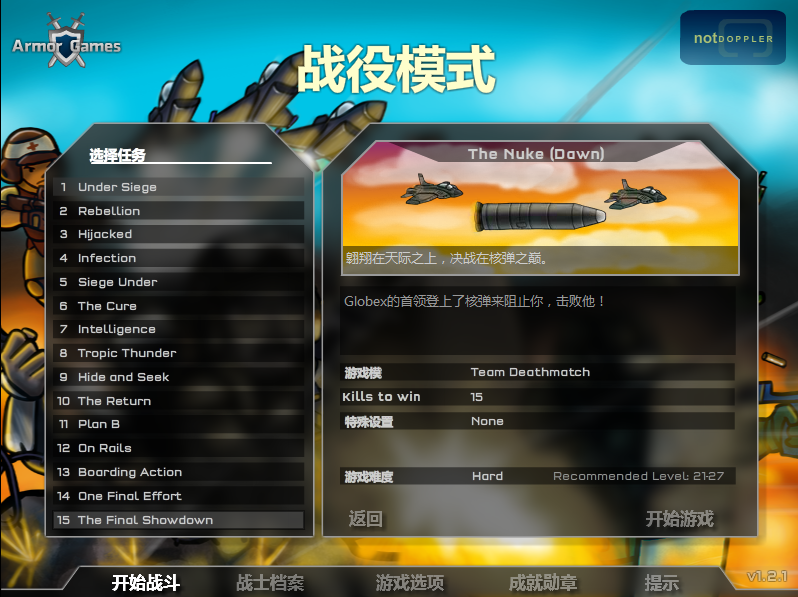 Armor Games
战役模式
notDOPPLER
选择任务
1 Under Siege
2 Rebellion
3 Hijacked
4 Infection
5 Siege Under
6 The Cure
7 Intelligence
8 Tropic Thunder
9 Hide and Seek
10 The Return
11 Plan B
12 On Rails
13 Boarding Action
14 One Final Effort
15 The Final Showdown
The Nuke (Dawn)
翱翔在天际之上，决战在核弹之巅。
Globex的首领登上了核弹来阻止你，击败他！
游戏模 Team Deathmatch
Kills to win 15
特殊设置 None
游戏难度 Hard Recommended Level: 21-27
返回 开始游戏
开始战斗 战士档案 游戏选项 成就勋章 提示 v1.2.1